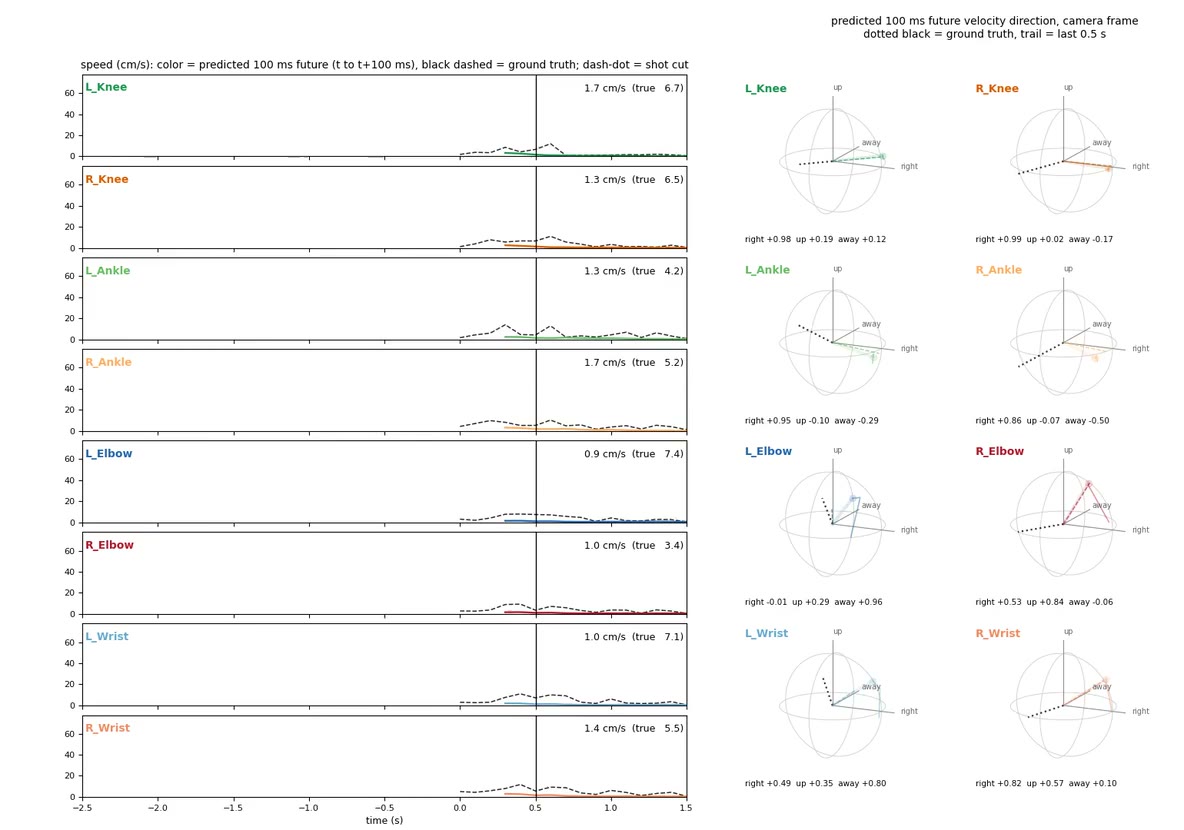 predicted 100 ms future velocity direction, camera frame
dotted black = ground truth, trail = last 0.5 s
speed (cm/s): color = predicted 100 ms future (t to t+100 ms), black dashed = ground truth; dash-dot = shot cut
L_Knee
1.7 cm/s (true 6.7)
60
40
20
0
R_Knee
1.3 cm/s (true 6.5)
60
40
20
0
L_Ankle
1.3 cm/s (true 4.2)
60
40
20
0
R_Ankle
1.7 cm/s (true 5.2)
60
40
20
0
L_Elbow
0.9 cm/s (true 7.4)
60
40
20
0
R_Elbow
1.0 cm/s (true 3.4)
60
40
20
0
L_Wrist
1.0 cm/s (true 7.1)
60
40
20
0
R_Wrist
1.4 cm/s (true 5.5)
60
40
20
0
−2.5 −2.0 −1.5 −1.0 −0.5 0.0 0.5 1.0 1.5
time (s)
L_Knee
up
away
right
right +0.98 up +0.19 away +0.12
R_Knee
up
away
right
right +0.99 up +0.02 away -0.17
L_Ankle
up
away
right
right +0.95 up -0.10 away -0.29
R_Ankle
up
away
right
right +0.86 up -0.07 away -0.50
L_Elbow
up
away
right
right -0.01 up +0.29 away +0.96
R_Elbow
up
away
right
right +0.53 up +0.84 away -0.06
L_Wrist
up
away
right
right +0.49 up +0.35 away +0.80
R_Wrist
up
away
right
right +0.82 up +0.57 away +0.10